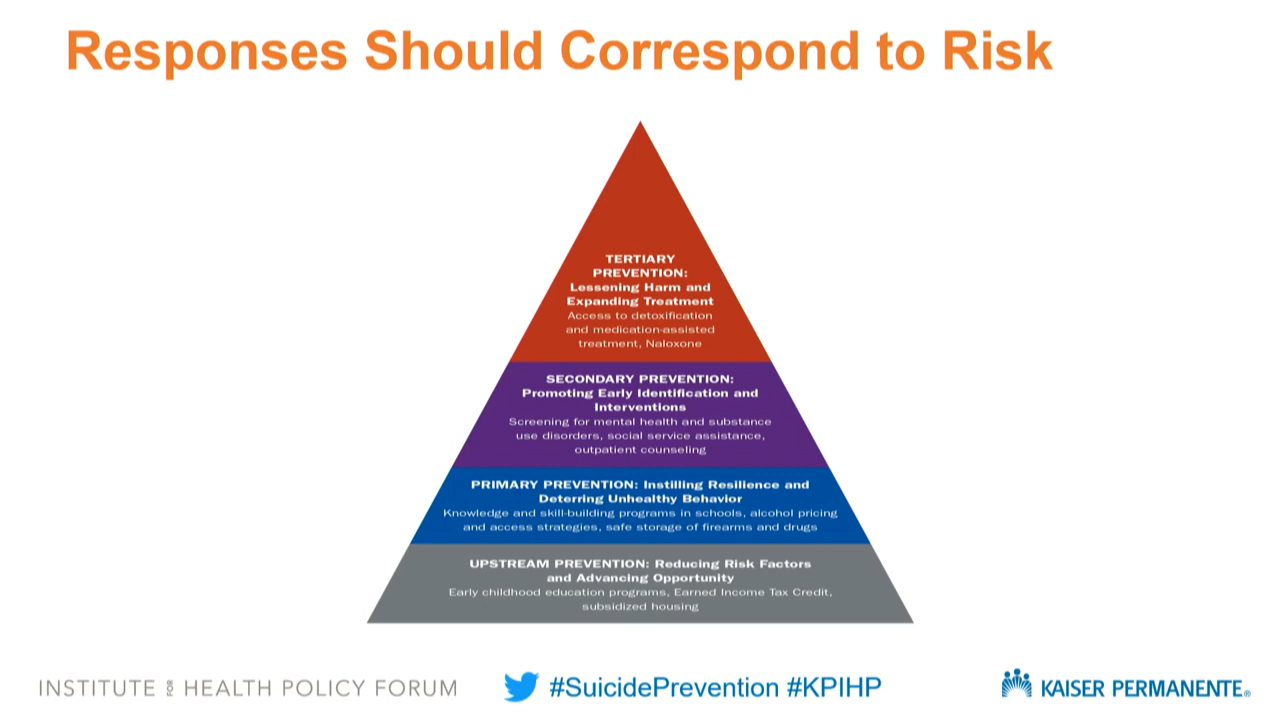 Responses Should Correspond to Risk
TERTIARY
PREVENTION:
Lessening Harm and
Expanding Treatment
Access to detoxification
and medication-assisted
treatment, Naloxone
SECONDARY PREVENTION:
Promoting Early Identification and
Interventions
Screening for mental health and substance
use disorders, social service assistance,
outpatient counseling
PRIMARY PREVENTION: Instilling Resilience and
Deterring Unhealthy Behavior
Knowledge and skill-building programs in schools, alcohol pricing
and access strategies, safe storage of firearms and drugs
UPSTREAM PREVENTION: Reducing Risk Factors
and Advancing Opportunity
Early childhood education programs, Earned Income Tax Credit,
subsidized housing
INSTITUTE FOR HEALTH POLICY FORUM
#SuicidePrevention #KPIHP
KAISER PERMANENTE®